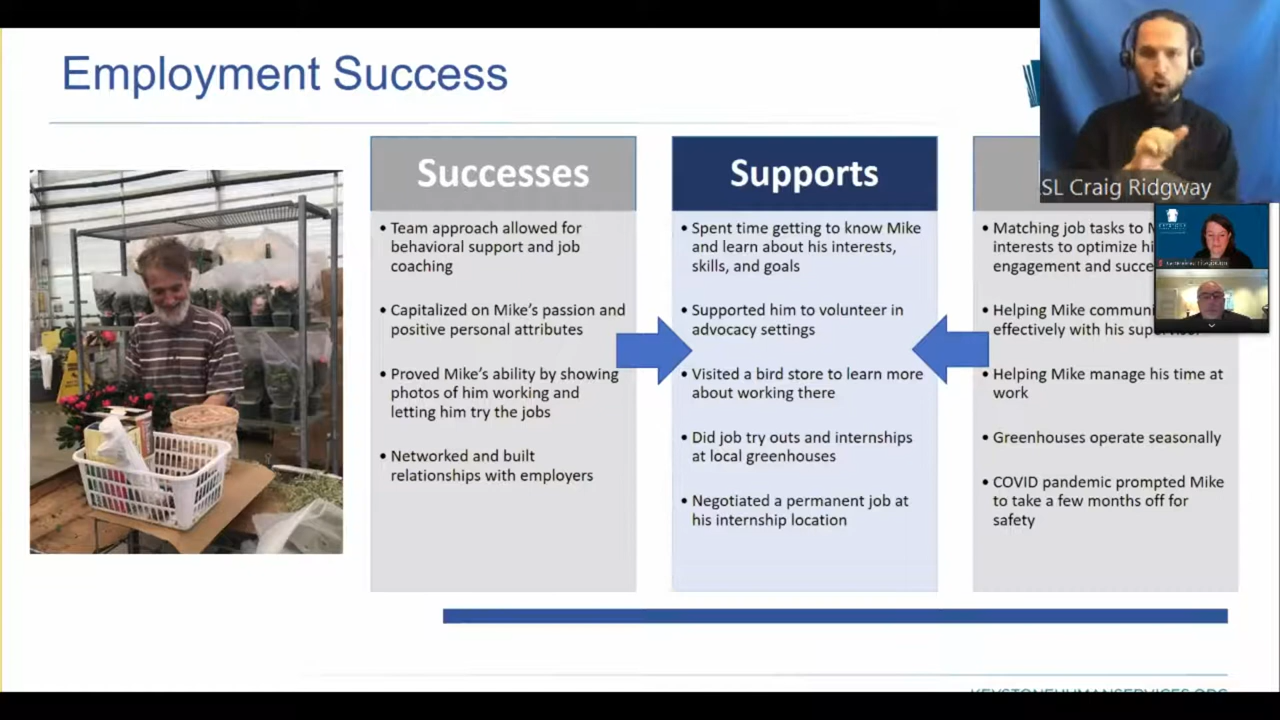 Employment Success
Successes
• Team approach allowed for
behavioral support and job
coaching
• Capitalized on Mike's passion and
positive personal attributes
• Proved Mike's ability by showing
photos of him working and
letting him try the jobs
• Networked and built
relationships with employers
Supports
• Spent time getting to know Mike
and learn about his interests,
skills, and goals
• Supported him to volunteer in
advocacy settings
• Visited a bird store to learn more
about working there
• Did job try outs and internships
at local greenhouses
• Negotiated a permanent job at
his internship location
• Matching job tasks to
interests to optimize
engagement and
• Helping Mike
effectively with his
• Helping Mike manage his time at
work
• Greenhouses operate seasonally
• COVID pandemic prompted Mike
to take a few months off for
safety
SL Craig Ridgway
KEYSTONEHUMANSERVICES.ORG